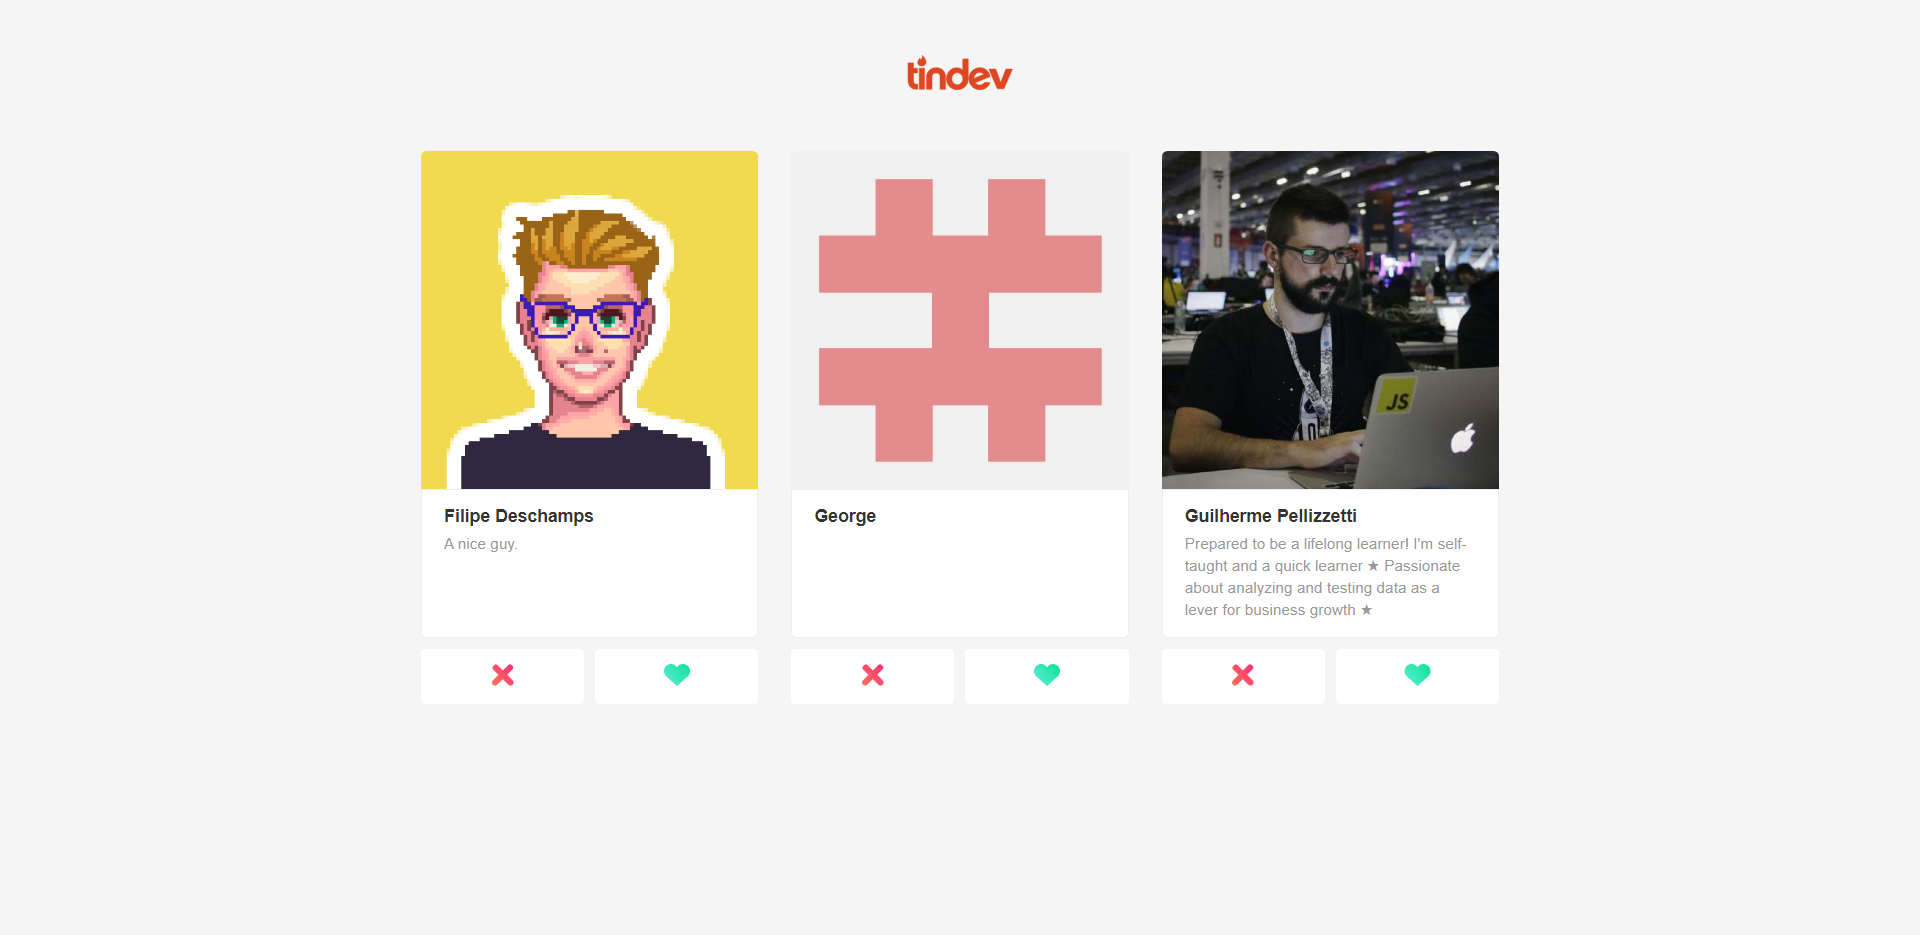 tindev
Filipe Deschamps
A nice guy.
George
JS
Guilherme Pellizzetti
Prepared to be a lifelong learner! I'm self-
taught and a quick learner ★ Passionate
about analyzing and testing data as a
lever for business growth ★